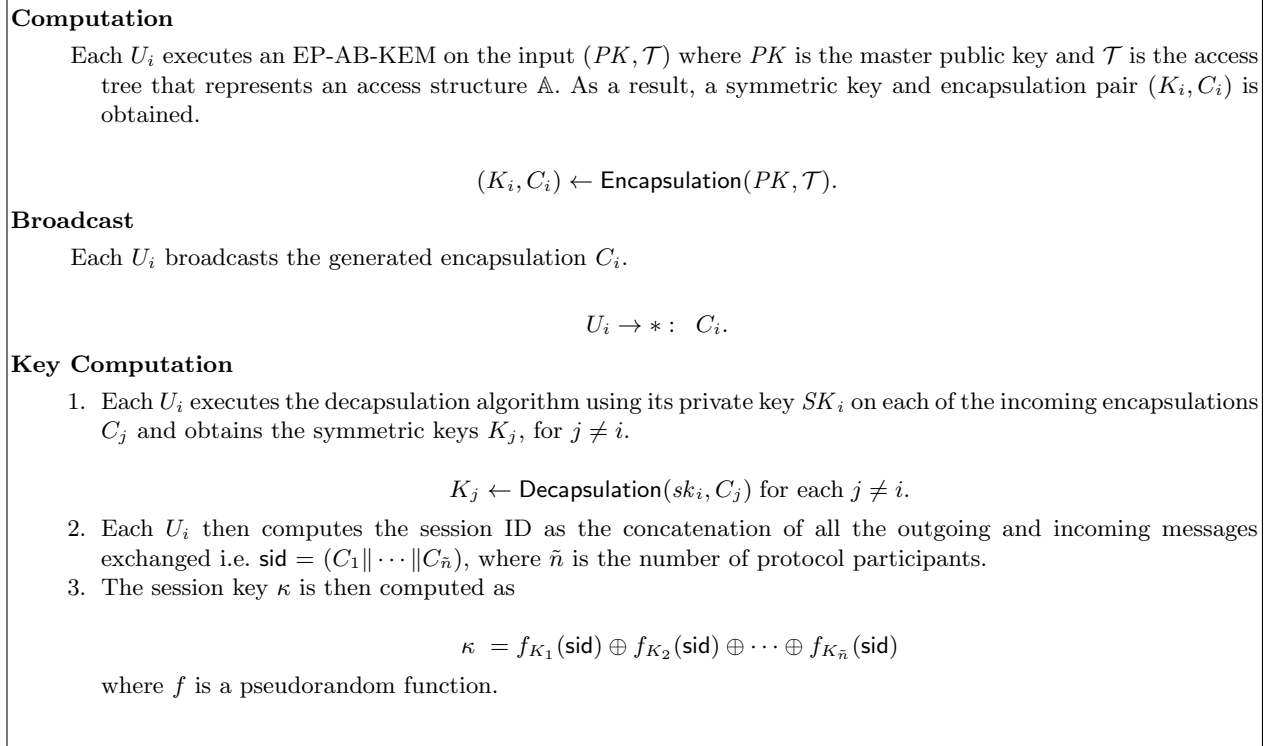 Computation
Each U_i executes an EP-AB-KEM on the input (PK, 𝒯) where PK is the master public key and 𝒯 is the access
tree that represents an access structure 𝔸. As a result, a symmetric key and encapsulation pair (K_i, C_i) is
obtained.
(K_i, C_i) ← Encapsulation(PK, 𝒯).
Broadcast
Each U_i broadcasts the generated encapsulation C_i.
U_i → ∗ : C_i.
Key Computation
1. Each U_i executes the decapsulation algorithm using its private key SK_i on each of the incoming encapsulations
C_j and obtains the symmetric keys K_j, for j ≠ i.
K_j ← Decapsulation(sk_i, C_j) for each j ≠ i.
2. Each U_i then computes the session ID as the concatenation of all the outgoing and incoming messages
exchanged i.e. sid = (C_1‖ · · · ‖C_ñ), where ñ is the number of protocol participants.
3. The session key κ is then computed as
κ = f_{K_1}(sid) ⊕ f_{K_2}(sid) ⊕ · · · ⊕ f_{K_ñ}(sid)
where f is a pseudorandom function.